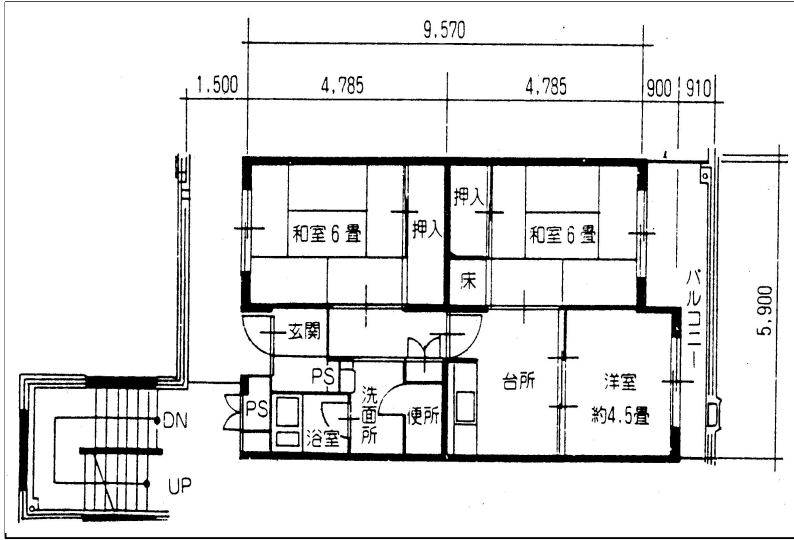 9,570
1,500 4,785 4,785 900 910
押入
和室6畳 押入 和室6畳
床
バルコニー
5,900
玄関
PS
台所 洋室
約4.5畳
PS
洗面所
便所
浴室
DN
UP